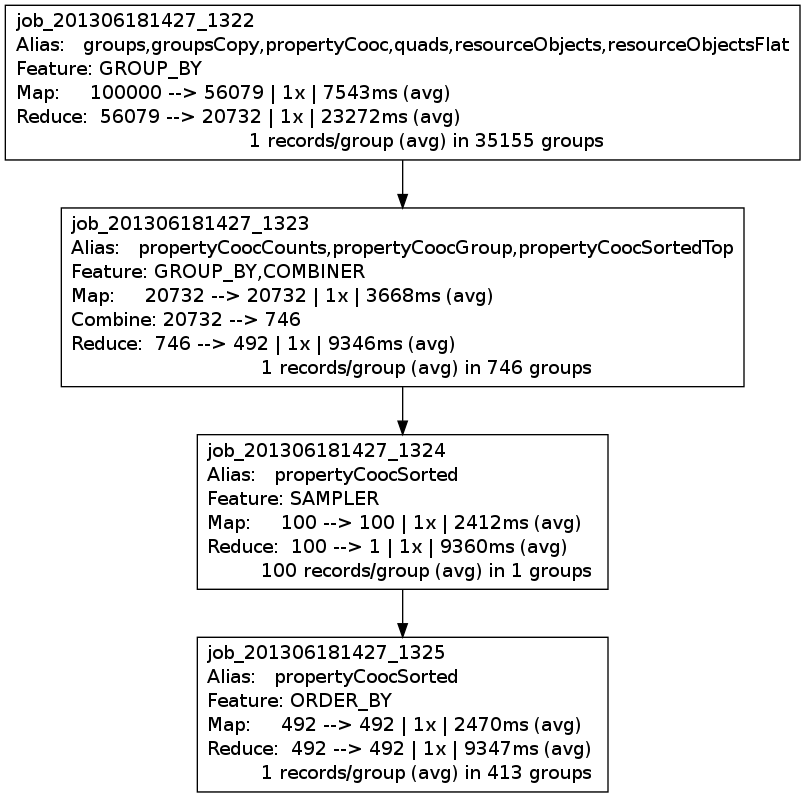 job_201306181427_1322
Alias: groups,groupsCopy,propertyCooc,quads,resourceObjects,resourceObjectsFlat
Feature: GROUP_BY
Map: 100000 --> 56079 | 1x | 7543ms (avg)
Reduce: 56079 --> 20732 | 1x | 23272ms (avg)
1 records/group (avg) in 35155 groups
job_201306181427_1323
Alias: propertyCoocCounts,propertyCoocGroup,propertyCoocSortedTop
Feature: GROUP_BY,COMBINER
Map: 20732 --> 20732 | 1x | 3668ms (avg)
Combine: 20732 --> 746
Reduce: 746 --> 492 | 1x | 9346ms (avg)
1 records/group (avg) in 746 groups
job_201306181427_1324
Alias: propertyCoocSorted
Feature: SAMPLER
Map: 100 --> 100 | 1x | 2412ms (avg)
Reduce: 100 --> 1 | 1x | 9360ms (avg)
100 records/group (avg) in 1 groups
job_201306181427_1325
Alias: propertyCoocSorted
Feature: ORDER_BY
Map: 492 --> 492 | 1x | 2470ms (avg)
Reduce: 492 --> 492 | 1x | 9347ms (avg)
1 records/group (avg) in 413 groups